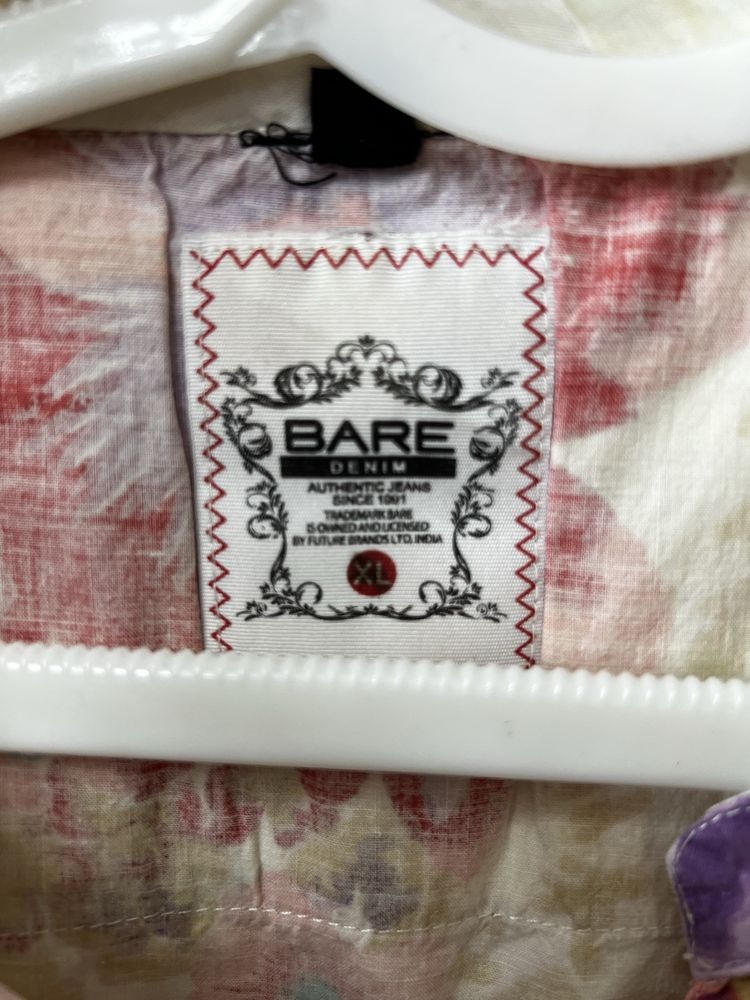 BARE
DENIM
AUTHENTIC JEANS
SINCE 1991
TRADEMARK BARE
IS OWNED AND LICENSED
BY FUTURE BRANDS LTD, INDIA
XL